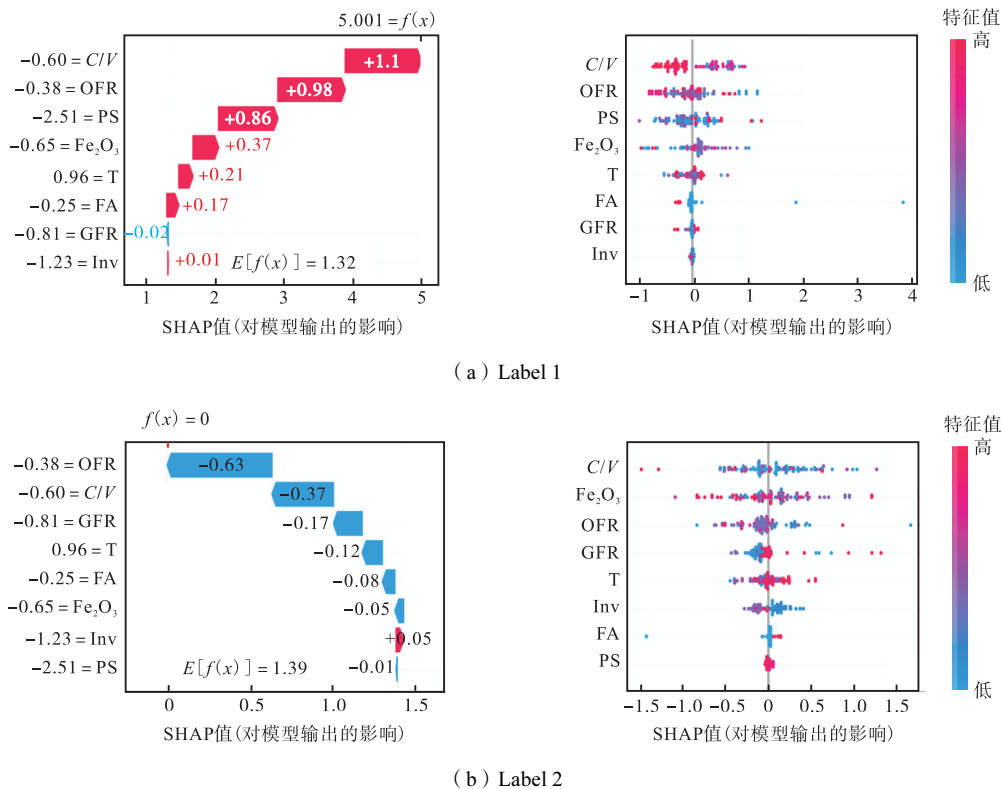 5.001 = f(x)
−0.60 = C/V
+1.1
−0.38 = OFR
+0.98
−2.51 = PS
+0.86
−0.65 = Fe₂O₃
+0.37
0.96 = T
+0.21
−0.25 = FA
+0.17
−0.81 = GFR
−0.02
−1.23 = Inv
+0.01
E[f(x)] = 1.32
1 2 3 4 5
SHAP值(对模型输出的影响)
C/V
OFR
PS
Fe₂O₃
T
FA
GFR
Inv
−1 0 1 2 3 4
SHAP值(对模型输出的影响)
特征值
高
低
(a) Label 1
f(x) = 0
−0.38 = OFR
−0.63
−0.60 = C/V
−0.37
−0.81 = GFR
−0.17
0.96 = T
−0.12
−0.25 = FA
−0.08
−0.65 = Fe₂O₃
−0.05
−1.23 = Inv
+0.05
−2.51 = PS
−0.01
E[f(x)] = 1.39
0 0.5 1.0 1.5
SHAP值(对模型输出的影响)
C/V
Fe₂O₃
OFR
GFR
T
Inv
FA
PS
−1.5 −1.0 −0.5 0 0.5 1.0 1.5
SHAP值(对模型输出的影响)
特征值
高
低
(b) Label 2